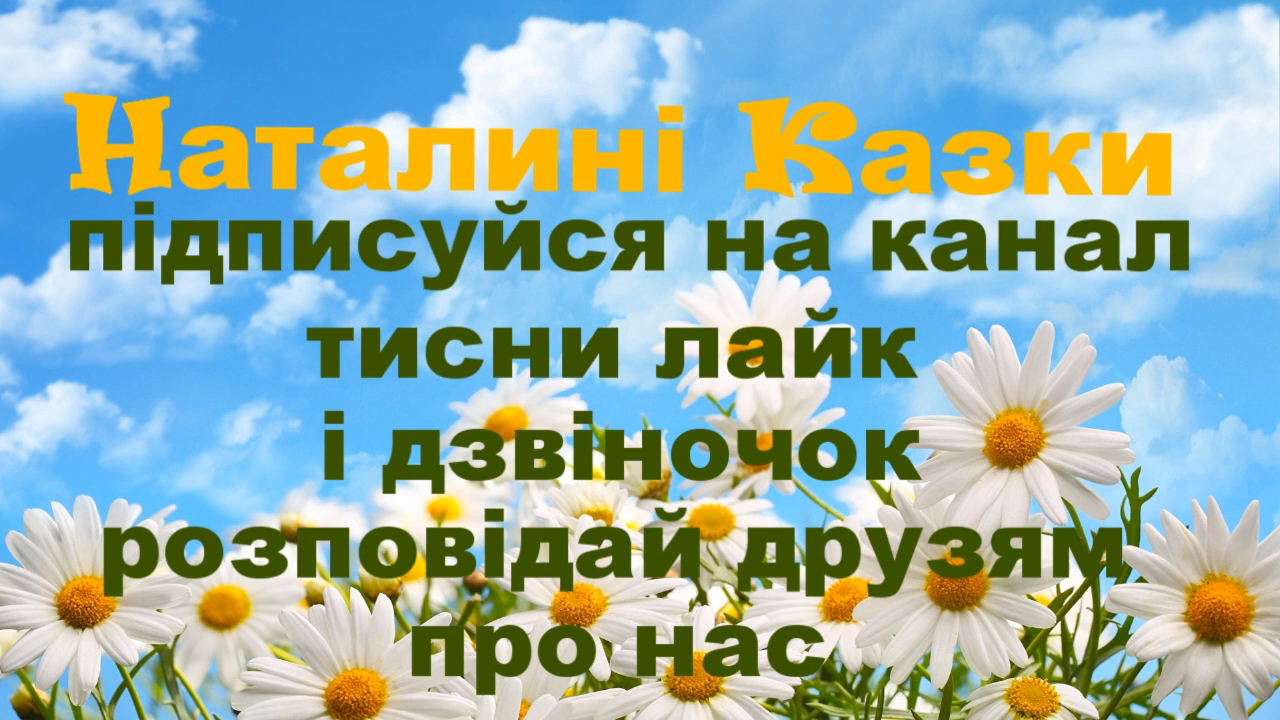 Наталині Казки
підписуйся на канал
тисни лайк
і дзвіночок
розповідай друзям
про нас